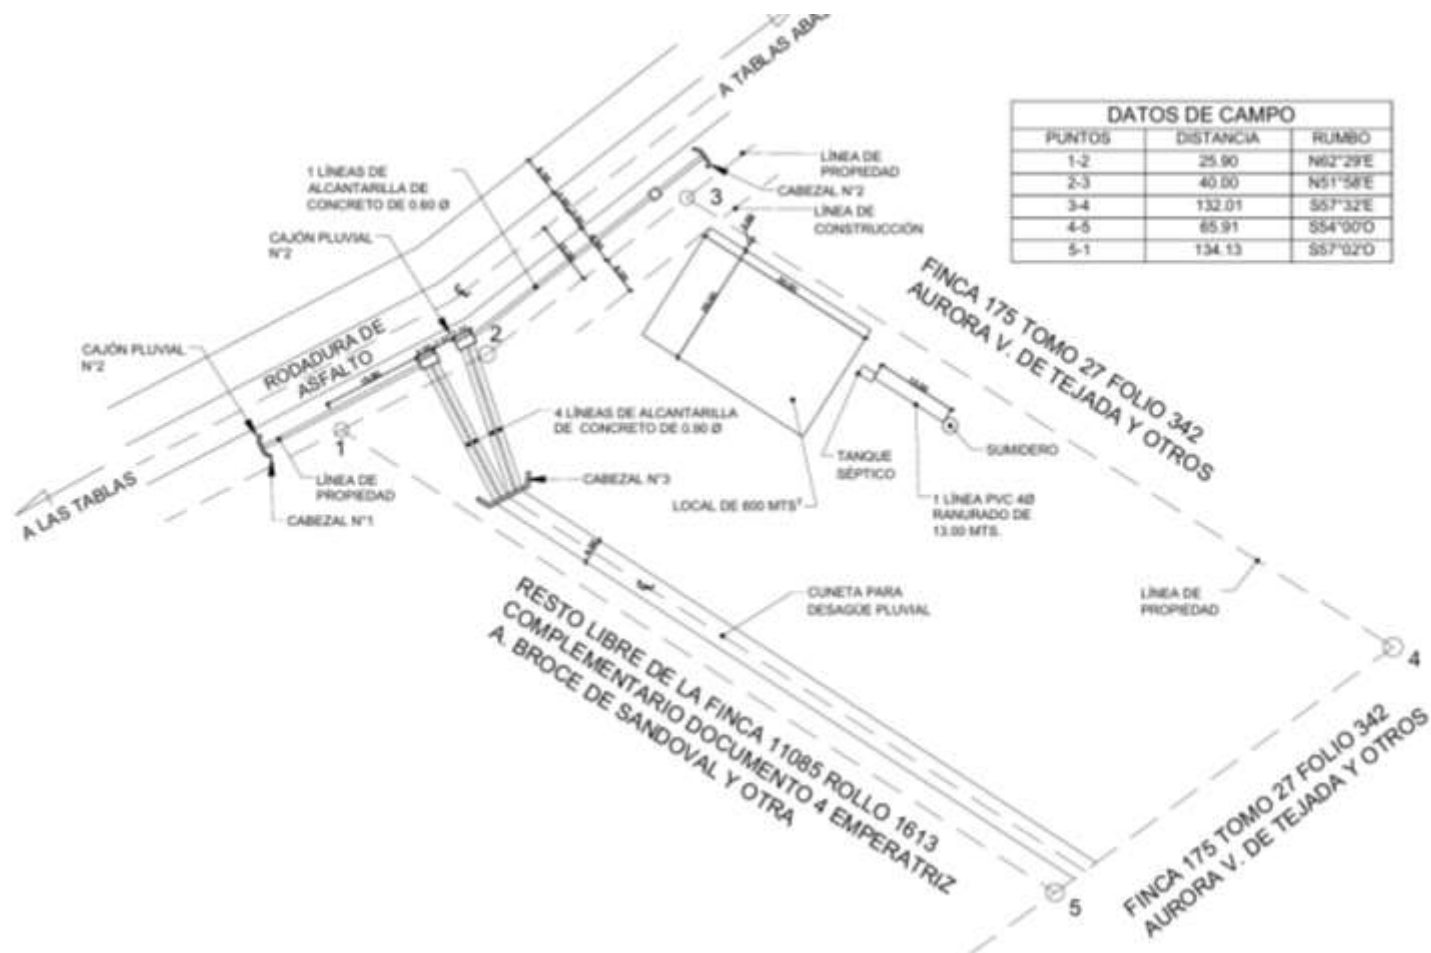 A TABLAS ABA
DATOS DE CAMPO
PUNTOS DISTANCIA RUMBO
1-2 25.90 N62°29'E
2-3 40.00 N51°58'E
3-4 132.01 S57°32'E
4-5 65.91 S54°00'O
5-1 134.13 S57°02'O
1 LÍNEAS DE
ALCANTARILLA DE
CONCRETO DE 0.60 Ø
LÍNEA DE
PROPIEDAD
CABEZAL N°2
3
LÍNEA DE
CONSTRUCCIÓN
CAJÓN PLUVIAL
N°2
CAJÓN PLUVIAL
N°2
RODADURA DE
ASFALTO
2
1
A LAS TABLAS
LÍNEA DE
PROPIEDAD
CABEZAL N°1
4 LÍNEAS DE ALCANTARILLA
DE CONCRETO DE 0.90 Ø
CABEZAL N°3
LOCAL DE 600 MTS²
TANQUE
SÉPTICO
SUMIDERO
1 LÍNEA PVC 4Ø
RANURADO DE
13.00 MTS.
FINCA 175 TOMO 27 FOLIO 342
AURORA V. DE TEJADA Y OTROS
CUNETA PARA
DESAGÜE PLUVIAL
LÍNEA DE
PROPIEDAD
4
RESTO LIBRE DE LA FINCA 11085 ROLLO 1613
COMPLEMENTARIO DOCUMENTO 4 EMPERATRIZ
A. BROCE DE SANDOVAL Y OTRA
5
FINCA 175 TOMO 27 FOLIO 342
AURORA V. DE TEJADA Y OTROS